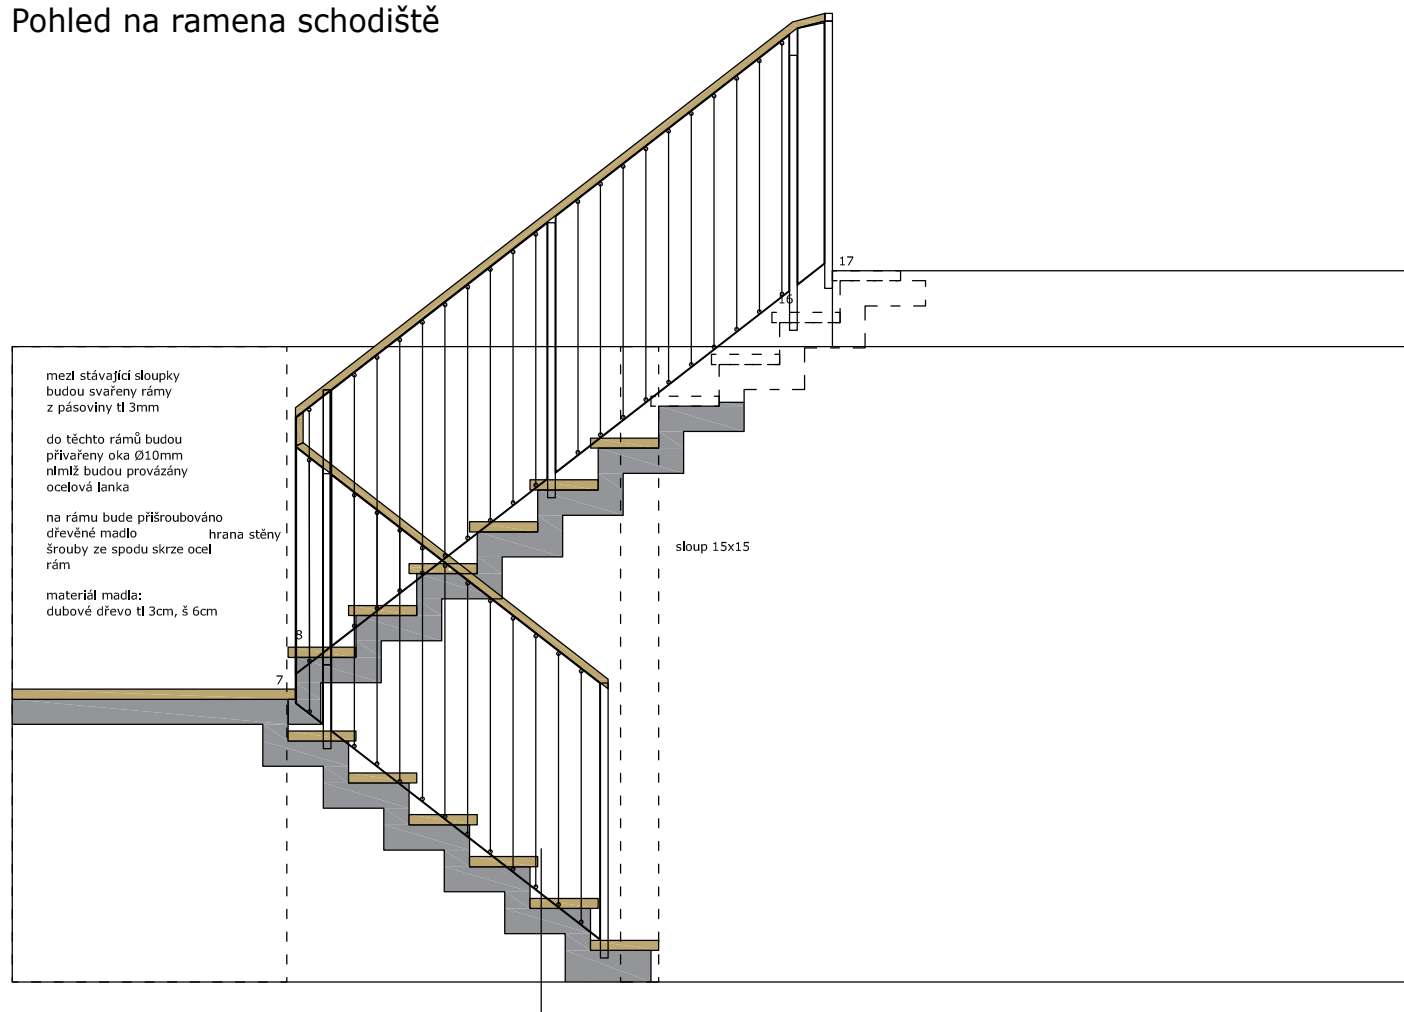 Pohled na ramena schodiště
17
16
mezi stávající sloupky
budou svařeny rámy
z pásoviny tl 3mm
do těchto rámů budou
přivařeny oka Ø10mm
nimiž budou provázány
ocelová lanka
na rámu bude přišroubováno
dřevěné madlo
šrouby ze spodu skrze ocel
rám
hrana stěny
sloup 15x15
materiál madla:
dubové dřevo tl 3cm, š 6cm
8
7